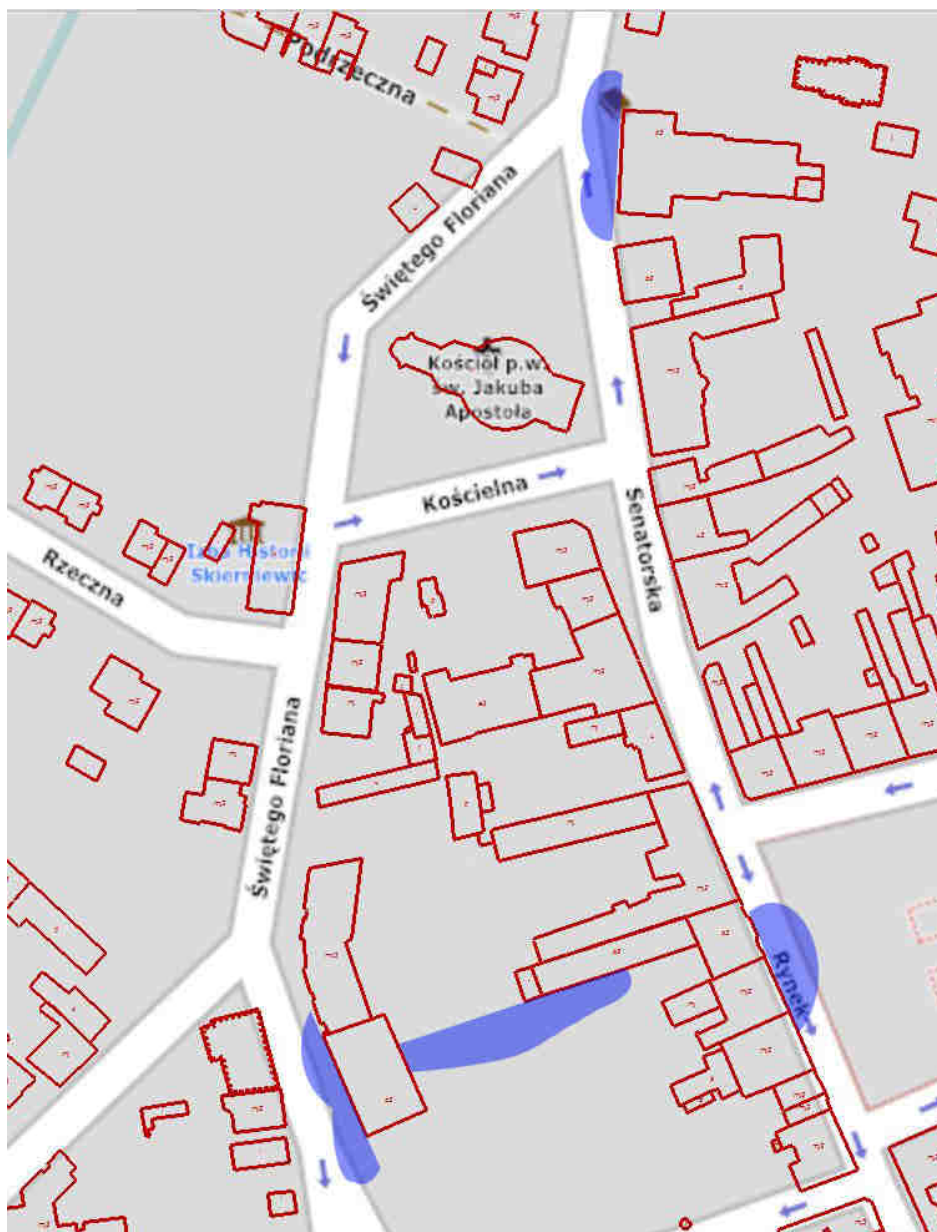 Podrzeczna
Świętego Floriana
Kościół p.w.
św. Jakuba
Apostoła
Kościelna
Senatorska
Izba Historii
Skierniewic
Rzeczna
Świętego Floriana
Rynek